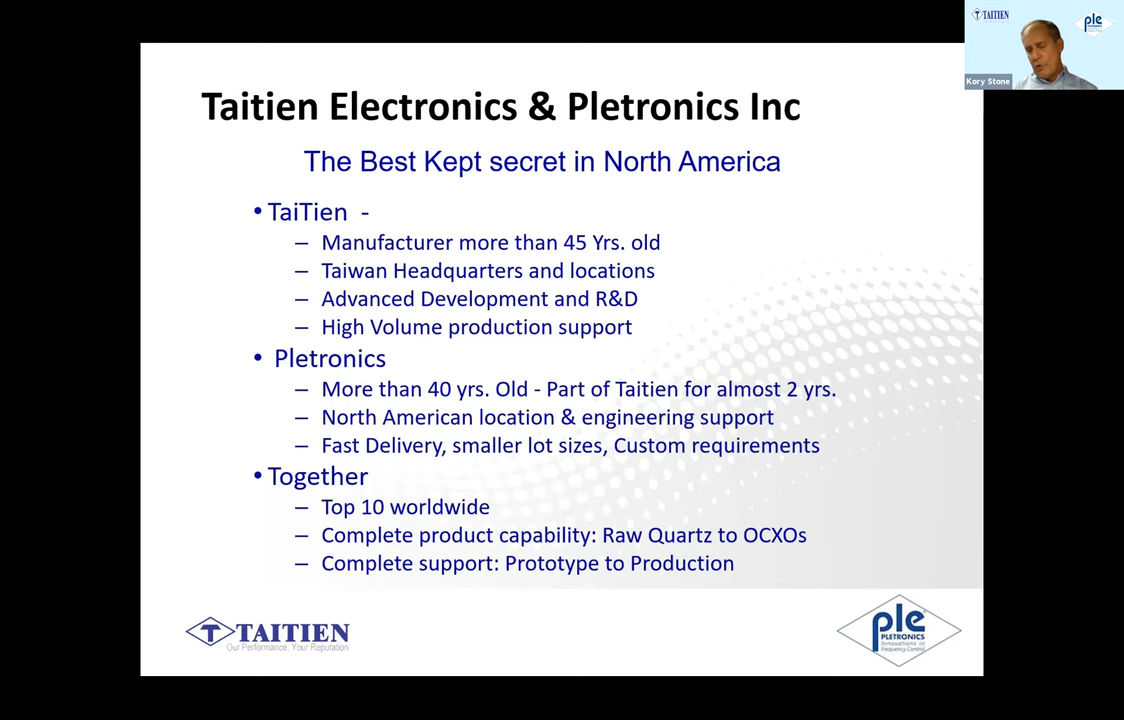 TAITIEN
ple
Kory Stone
Taitien Electronics & Pletronics Inc
The Best Kept secret in North America
• TaiTien -
– Manufacturer more than 45 Yrs. old
– Taiwan Headquarters and locations
– Advanced Development and R&D
– High Volume production support
• Pletronics
– More than 40 yrs. Old - Part of Taitien for almost 2 yrs.
– North American location & engineering support
– Fast Delivery, smaller lot sizes, Custom requirements
• Together
– Top 10 worldwide
– Complete product capability: Raw Quartz to OCXOs
– Complete support: Prototype to Production
TAITIEN
Our Performance, Your Reputation
ple
PLETRONICS
Innovations in
Frequency Control